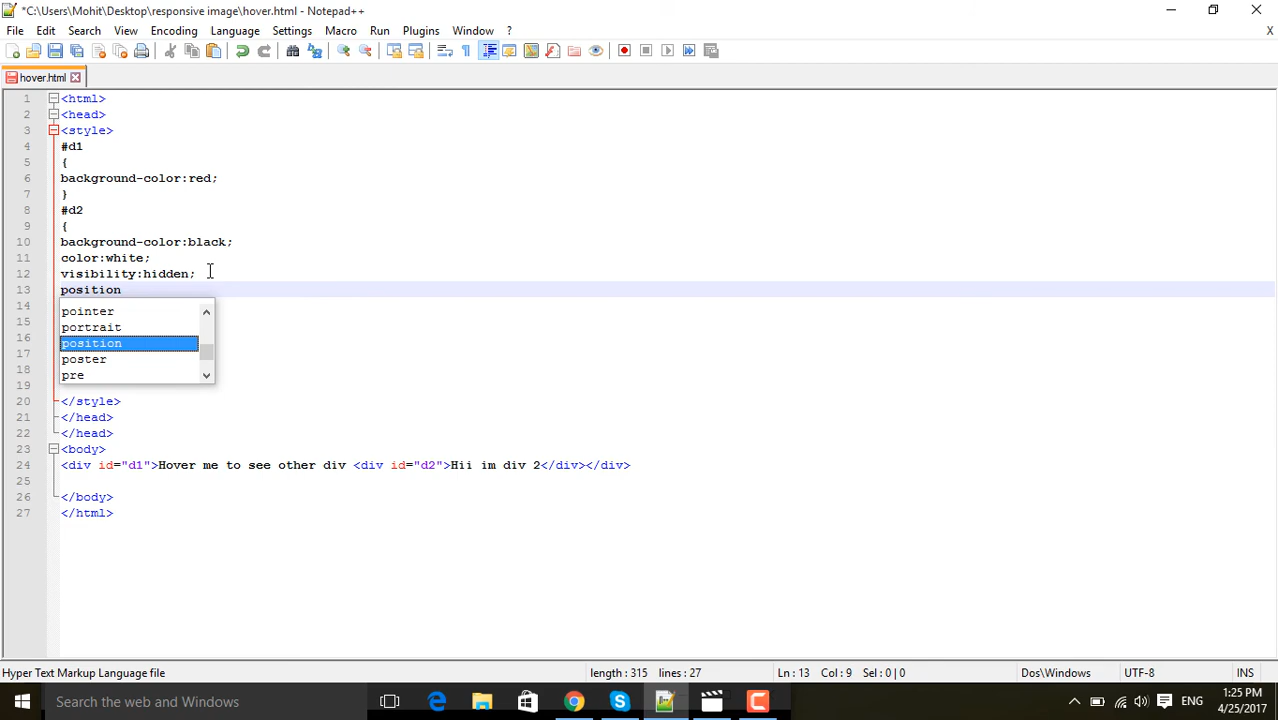 *C:\Users\Mohit\Desktop\responsive image\hover.html - Notepad++
File Edit Search View Encoding Language Settings Macro Run Plugins Window ? X
hover.html
1 <html>
2 <head>
3 <style>
4 #d1
5 {
6 background-color:red;
7 }
8 #d2
9 {
10 background-color:black;
11 color:white;
12 visibility:hidden;
13 position
14 pointer
15 portrait
16 position
17 poster
18 pre
19
20 </style>
21 </head>
22 </head>
23 <body>
24 <div id="d1">Hover me to see other div <div id="d2">Hii im div 2</div></div>
25
26 </body>
27 </html>
Hyper Text Markup Language file length : 315 lines : 27 Ln : 13 Col : 9 Sel : 0 | 0 Dos\Windows UTF-8 INS
Search the web and Windows ENG 1:25 PM
4/25/2017